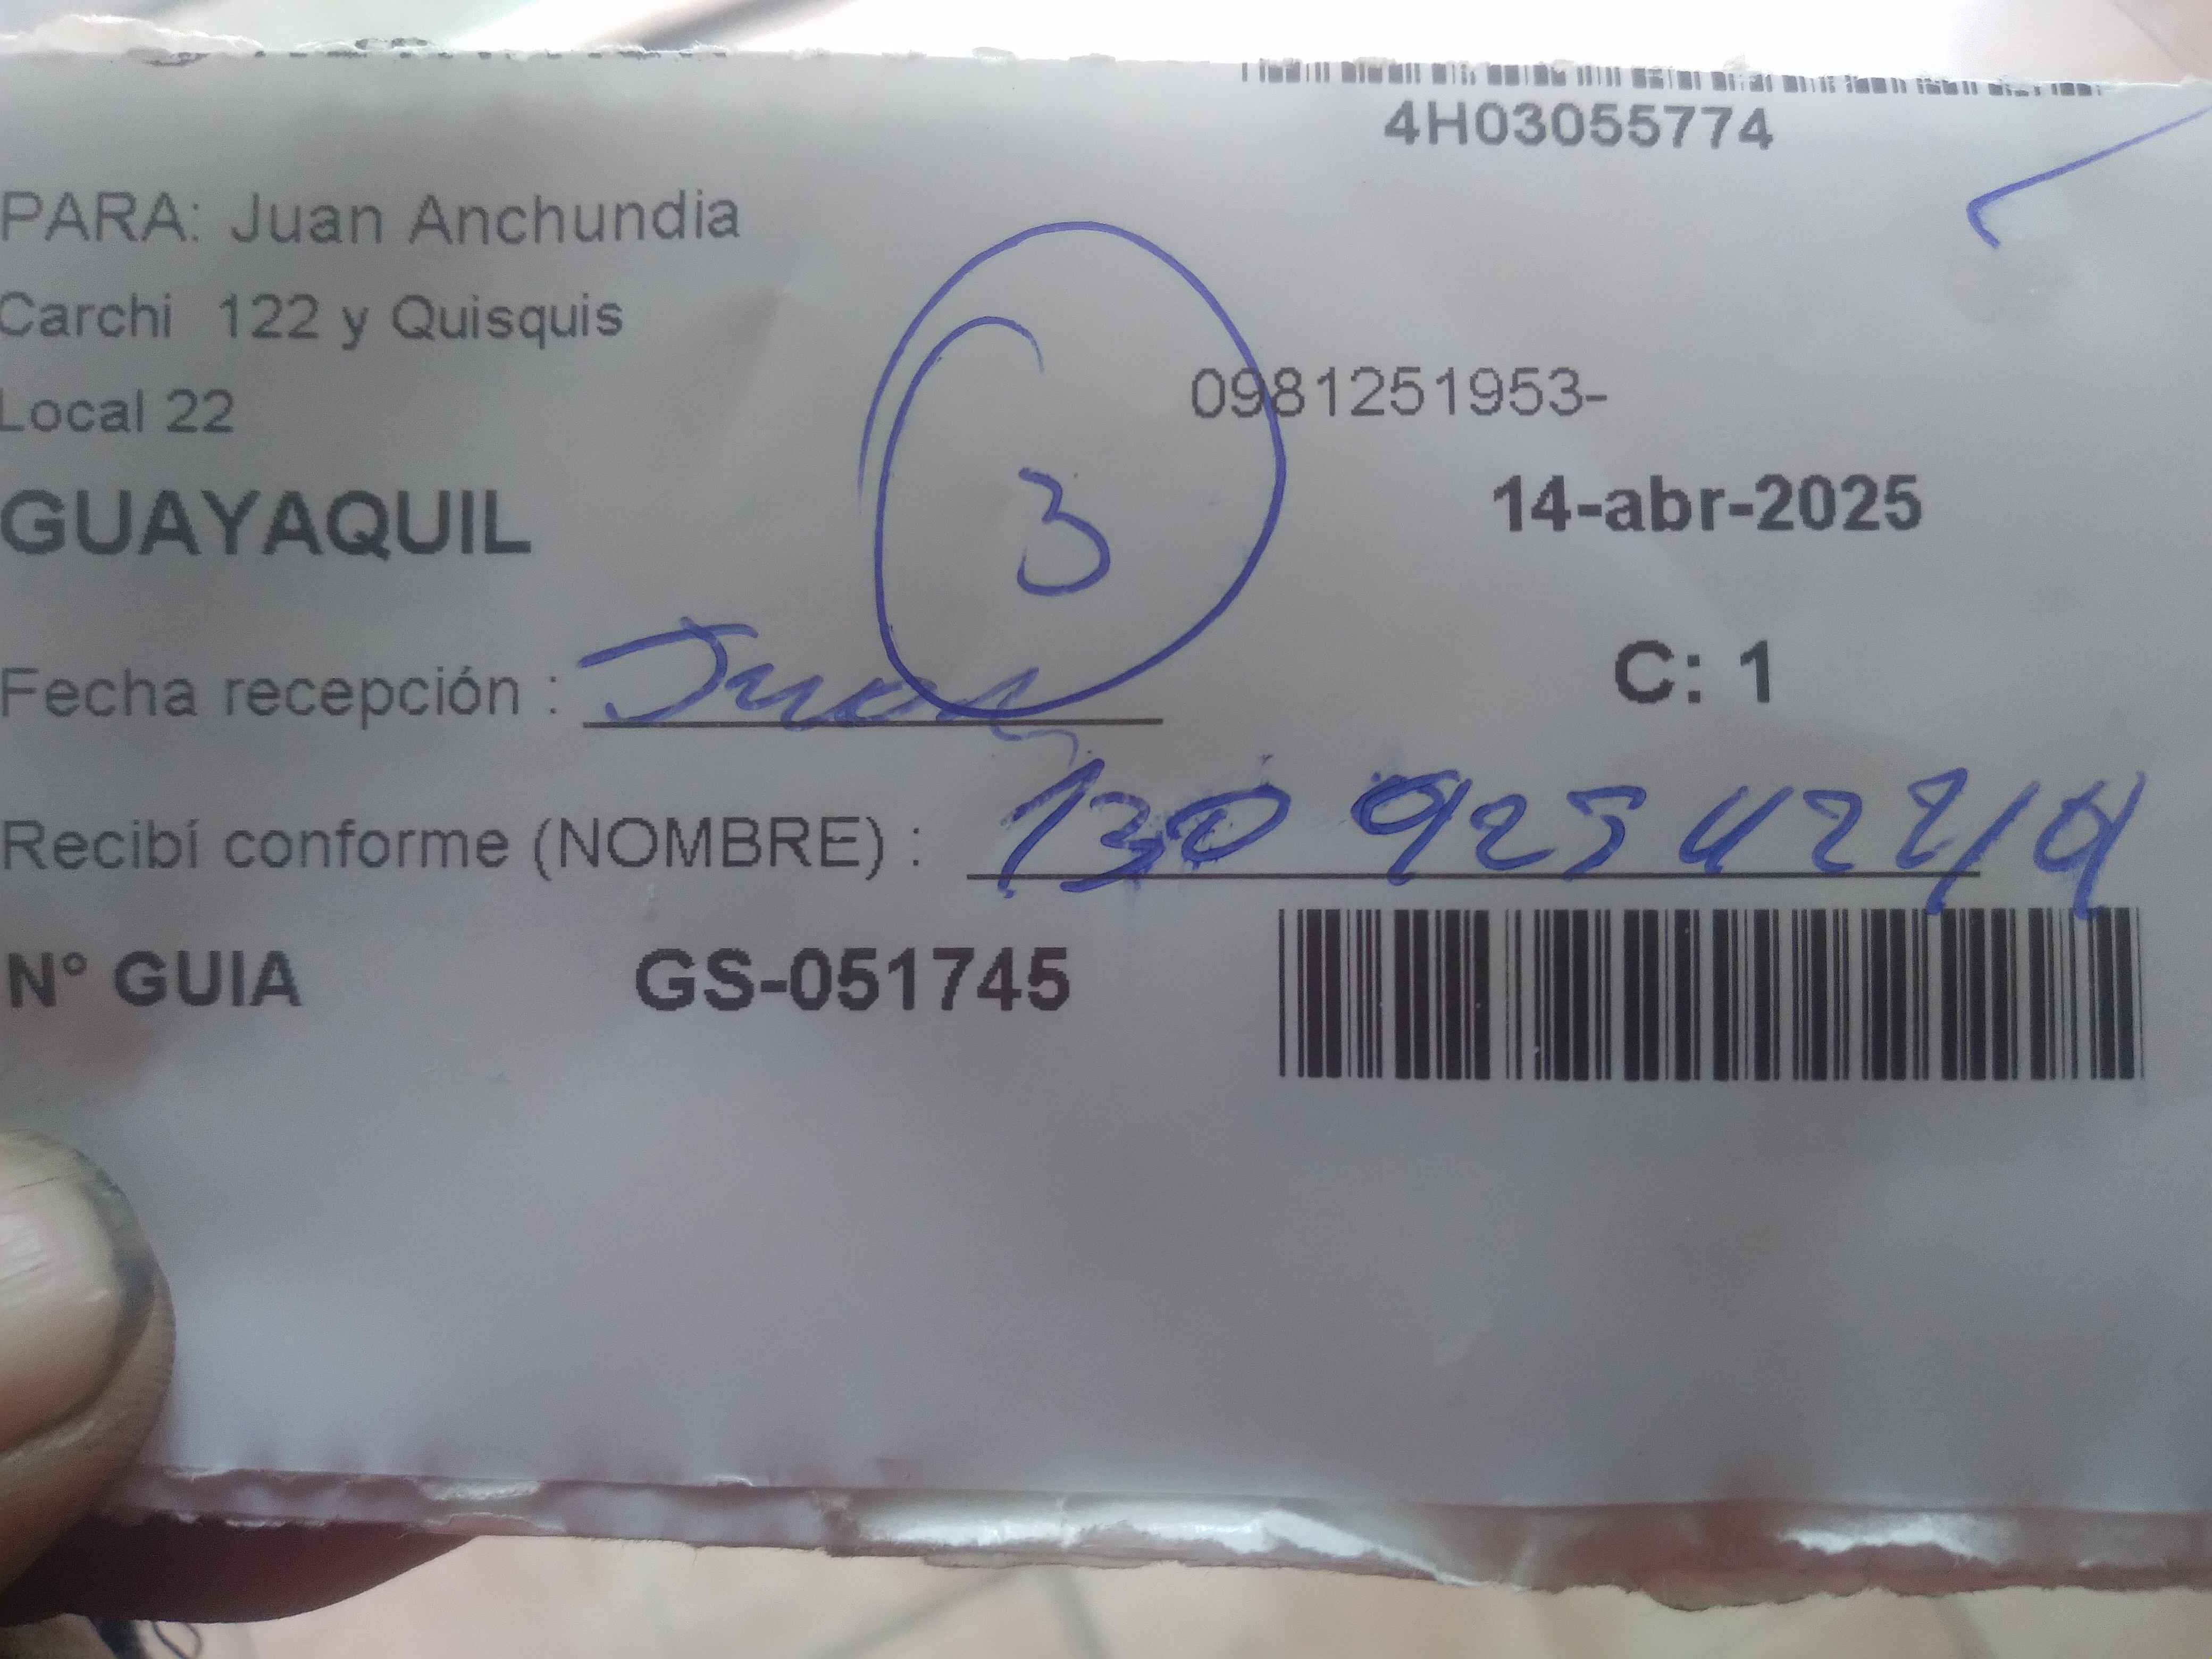 4H03055774
PARA: Juan Anchundia
Carchi 122 y Quisquis
0981251953-
Local 22
14-abr-2025
GUAYAQUIL
3
C: 1
Fecha recepción : Juan
Recibí conforme (NOMBRE) :
N° GUIA GS-051745